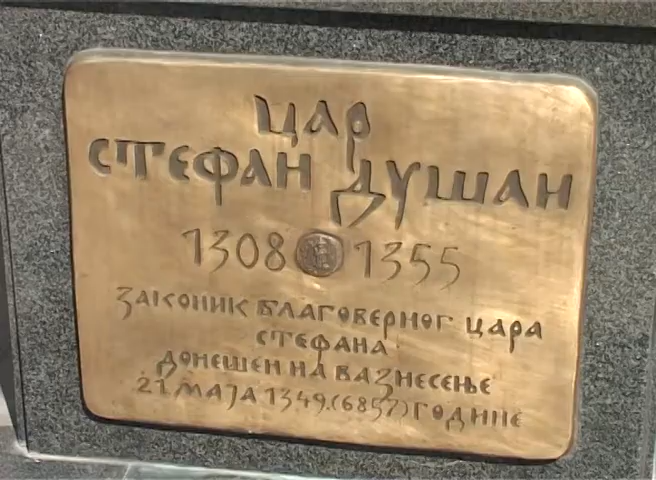 ЦАР
СТЕФАН ДУШАН
1308 1355
ЗАКОНИК БЛАГОВЕРНОГ ЦАРА
СТЕФАНА
ДОНЕШЕН НА ВАЗНЕСЕЊЕ
21 МАЈА 1349.(6857) ГОДИНЕ